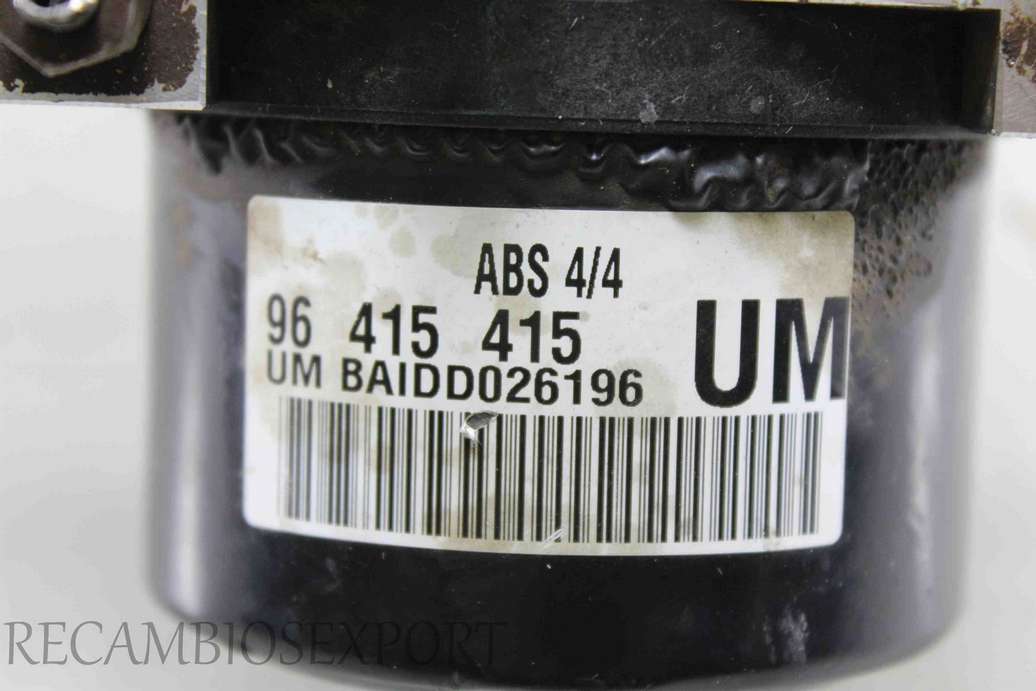 ABS 4/4
96 415 415
UM
UM BAIDD026196
RECAMBIOSEXPORT